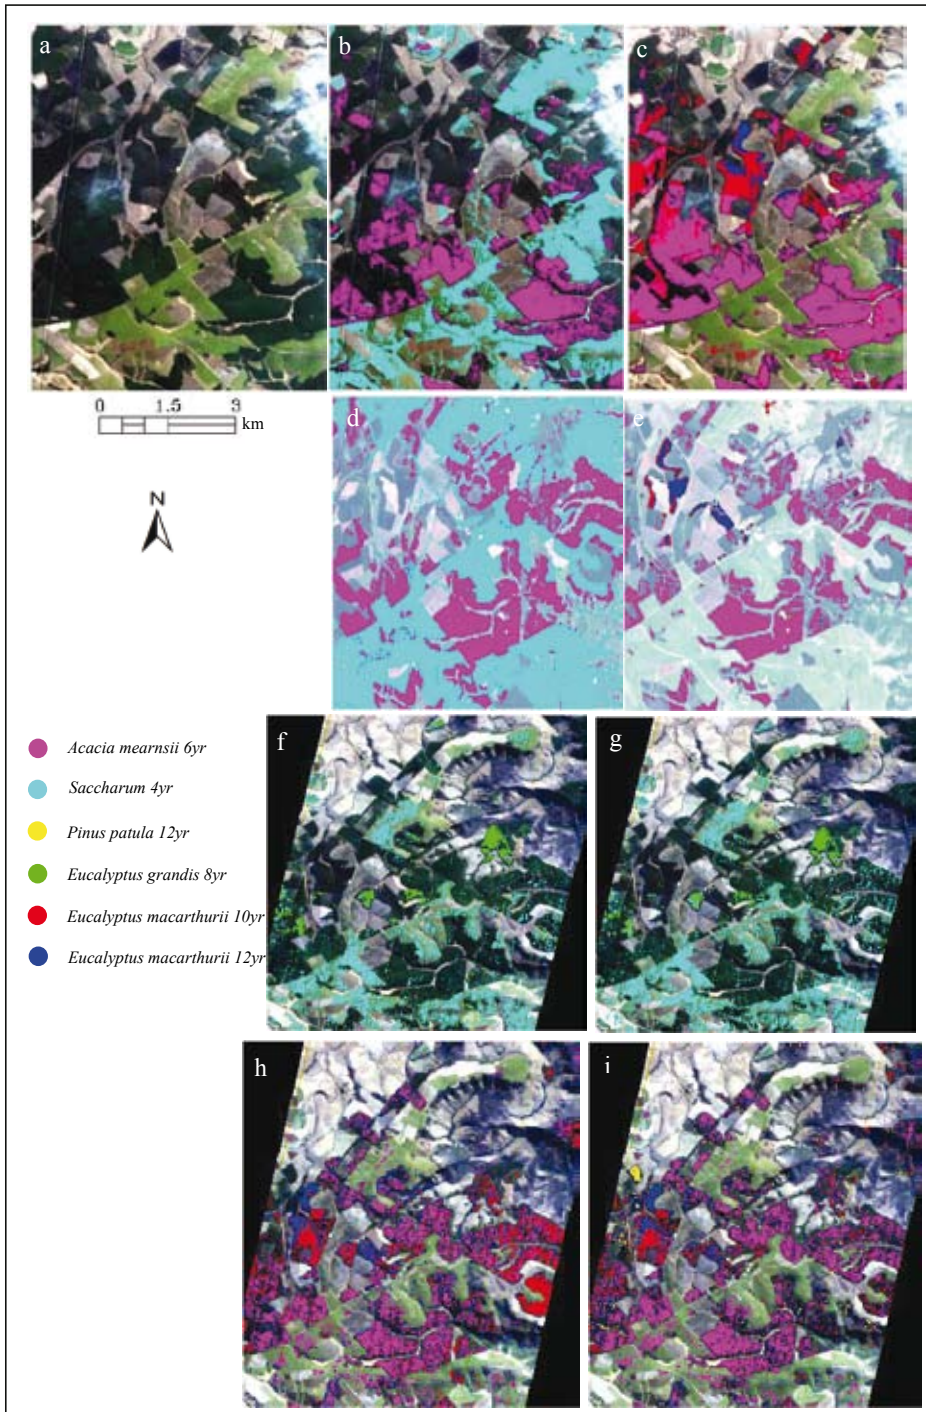 a
b
c
0 1.5 3
km
d
e
N
Acacia mearnsii 6yr
Saccharum 4yr
Pinus patula 12yr
Eucalyptus grandis 8yr
Eucalyptus macarthurii 10yr
Eucalyptus macarthurii 12yr
f
g
h
i